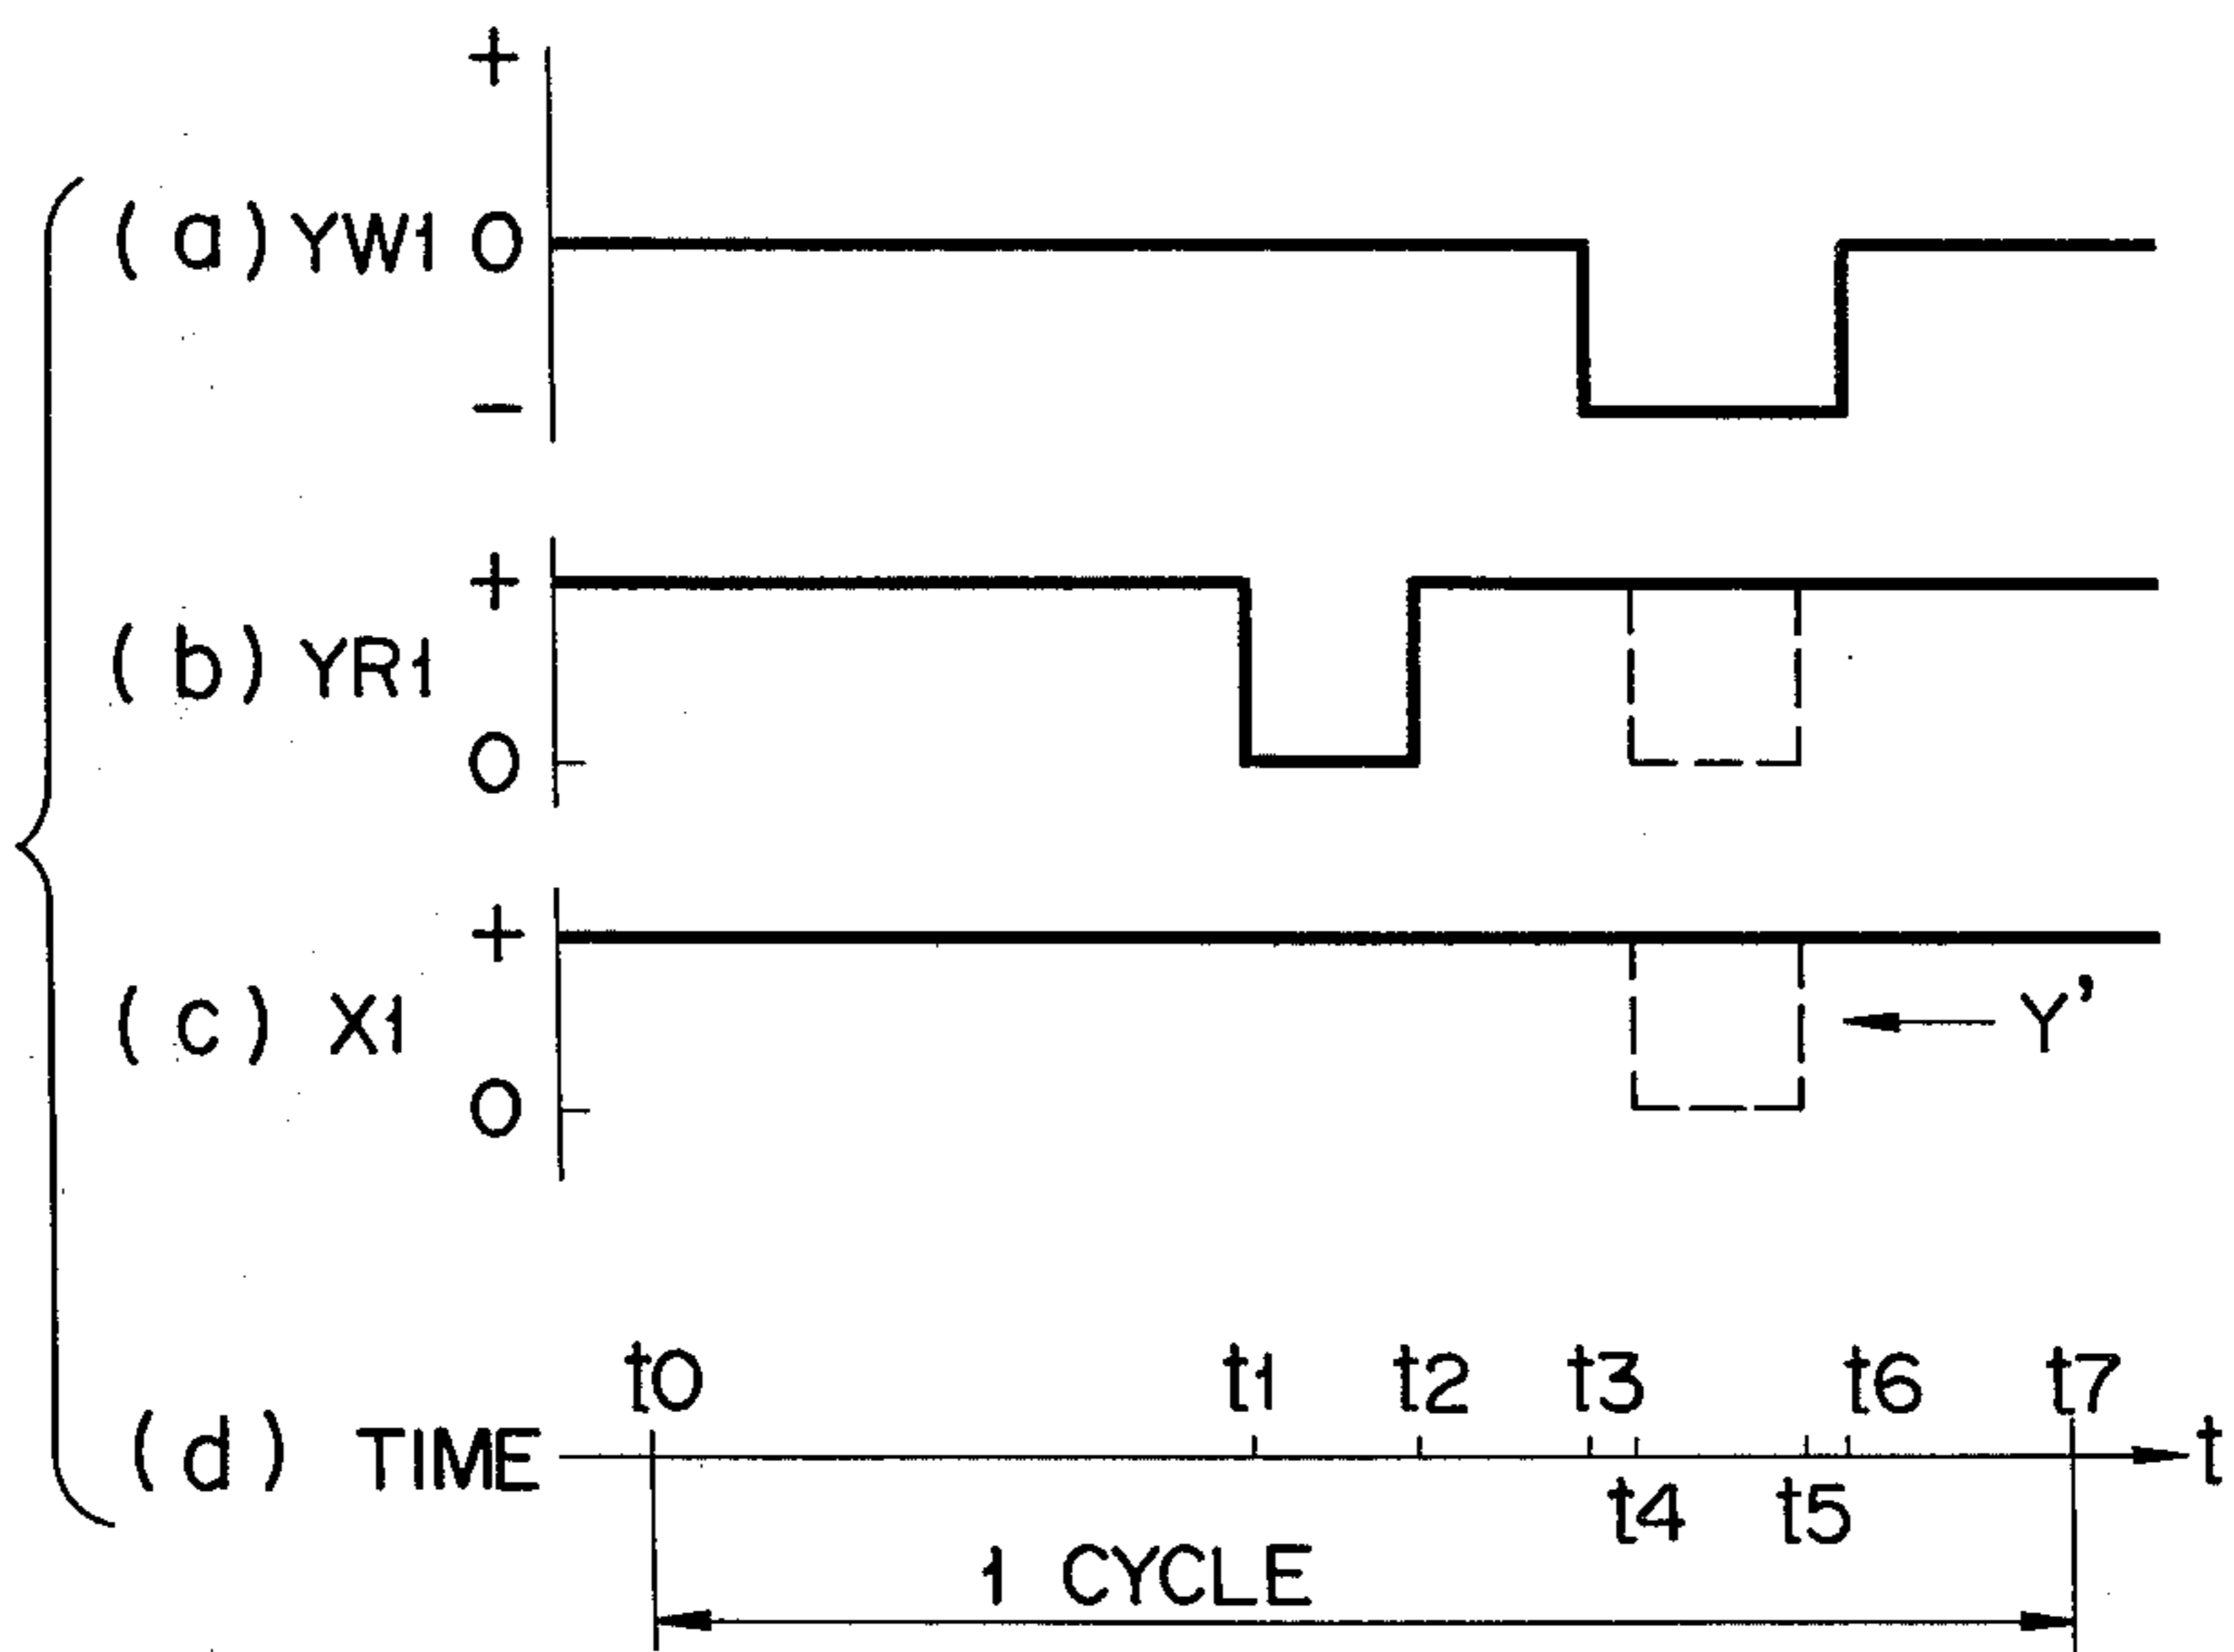 +
(a) YW1 0
-
+
(b) YR1
0
+
(c) X1
Y'
0
t0 t1 t2 t3 t6 t7
(d) TIME t
t4 t5
1 CYCLE